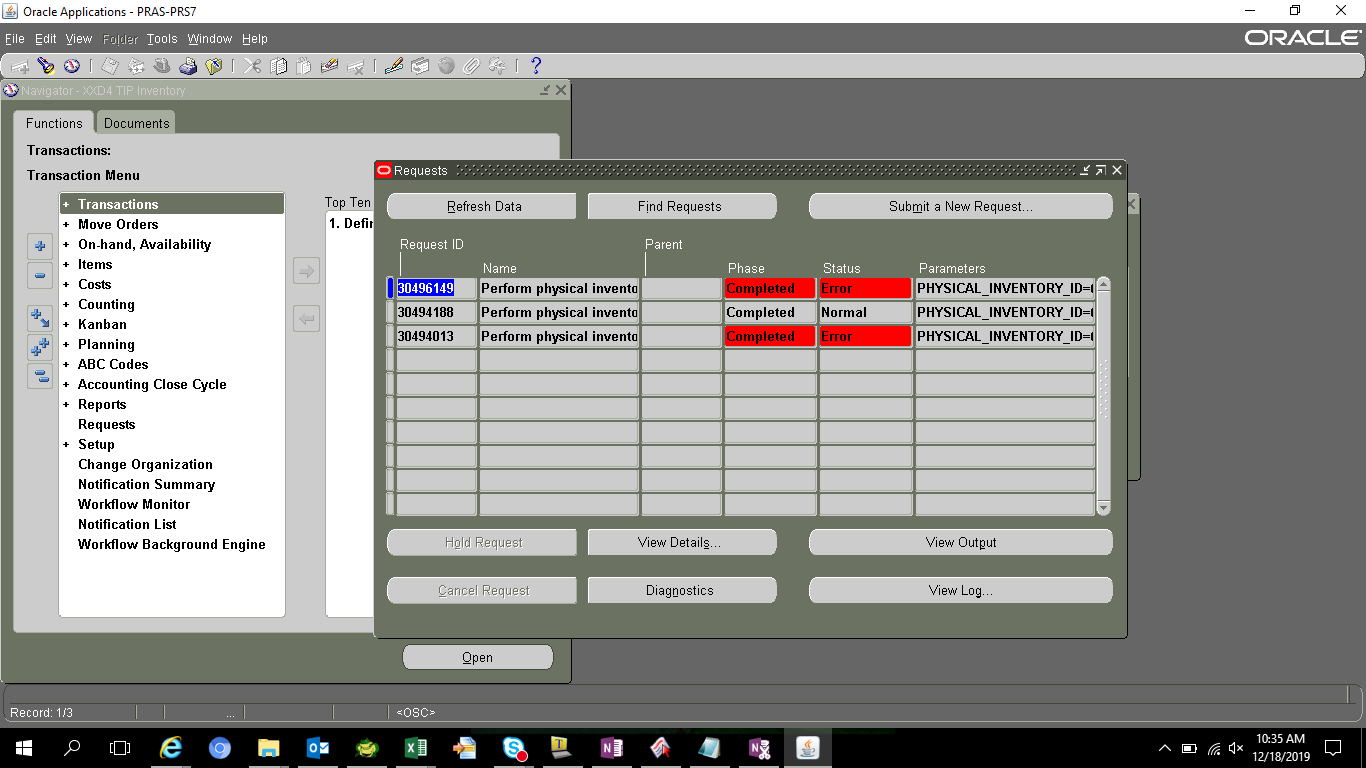 Oracle Applications - PRAS-PRS7
File Edit View Folder Tools Window Help
ORACLE
Navigator - XXD4 TIP Inventory
Functions Documents
Transactions:
Transaction Menu
+ Transactions
+ Move Orders
+ On-hand, Availability
+ Items
+ Costs
+ Counting
+ Kanban
+ Planning
+ ABC Codes
+ Accounting Close Cycle
+ Reports
Requests
+ Setup
Change Organization
Notification Summary
Workflow Monitor
Notification List
Workflow Background Engine
Top Ten
1. Defin
Open
Requests
Refresh Data Find Requests Submit a New Request...
Request ID Parent
Name Phase Status Parameters
30496149 Perform physical invento Completed Error PHYSICAL_INVENTORY_ID=
30494188 Perform physical invento Completed Normal PHYSICAL_INVENTORY_ID=
30494013 Perform physical invento Completed Error PHYSICAL_INVENTORY_ID=
Hold Request View Details... View Output
Cancel Request Diagnostics View Log...
Record: 1/3 ... <OSC>
10:35 AM
12/18/2019